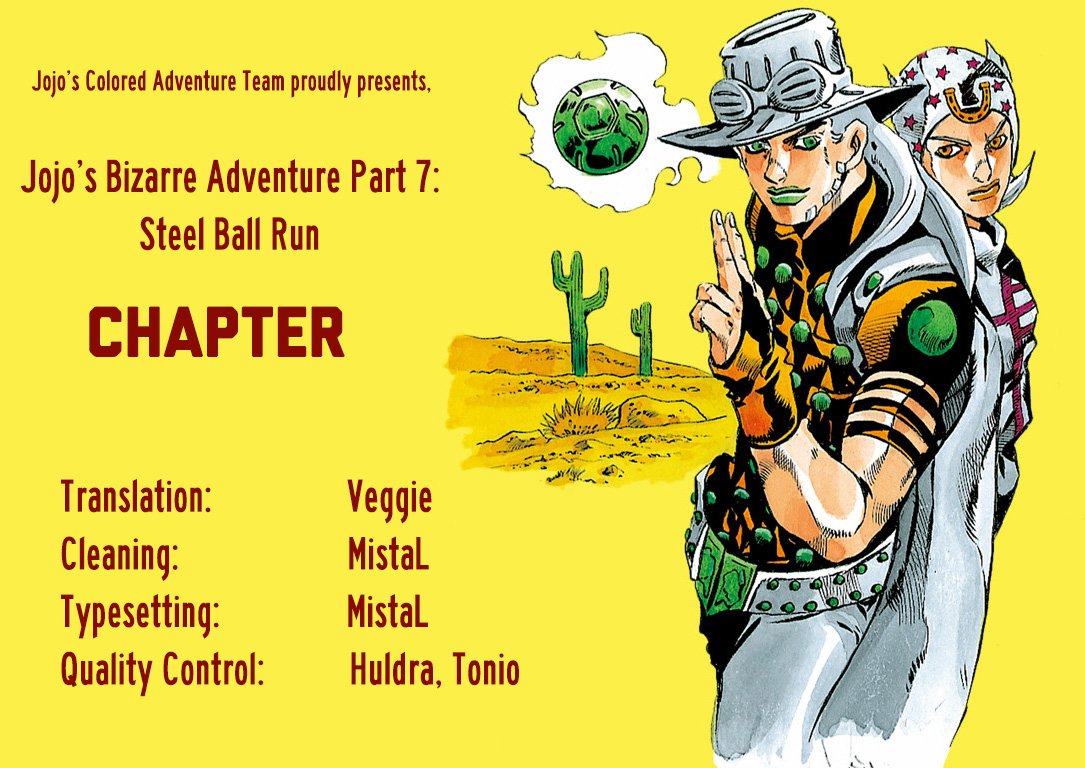 Jojo's Colored Adventure Team proudly presents,
Jojo's Bizarre Adventure Part 7:
Steel Ball Run
CHAPTER
Translation: Veggie
Cleaning: MistaL
Typesetting: MistaL
Quality Control: Huldra, Tonio